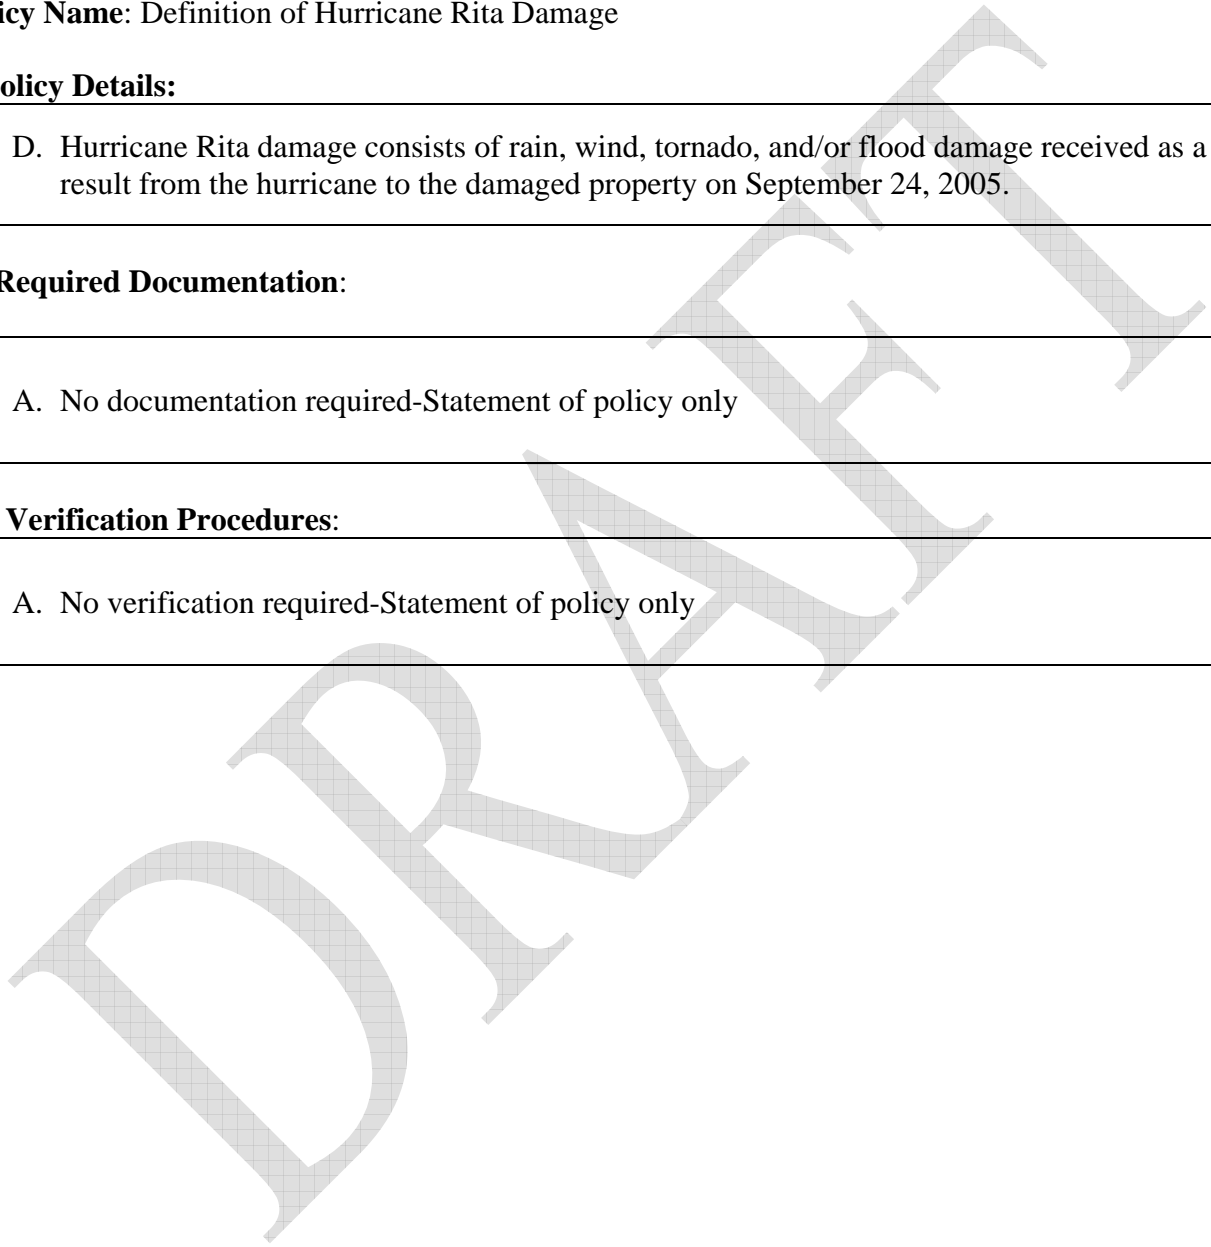 icy Name: Definition of Hurricane Rita Damage
olicy Details:
D. Hurricane Rita damage consists of rain, wind, tornado, and/or flood damage received as a
result from the hurricane to the damaged property on September 24, 2005.
Required Documentation:
A. No documentation required-Statement of policy only
Verification Procedures:
A. No verification required-Statement of policy only
DRAFT